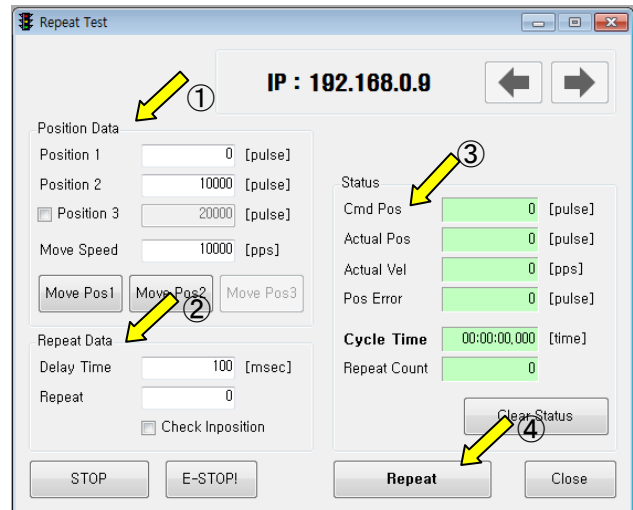 Repeat Test
IP : 192.168.0.9
①
Position Data
Position 1 0 [pulse]
Position 2 10000 [pulse]
Position 3 20000 [pulse]
Move Speed 10000 [pps]
Move Pos1 Move Pos2 Move Pos3
②
Repeat Data
Delay Time 100 [msec]
Repeat 0
Check Inposition
③
Status
Cmd Pos 0 [pulse]
Actual Pos 0 [pulse]
Actual Vel 0 [pps]
Pos Error 0 [pulse]
Cycle Time 00:00:00,000 [time]
Repeat Count 0
Clear Status
④
STOP E-STOP! Repeat Close